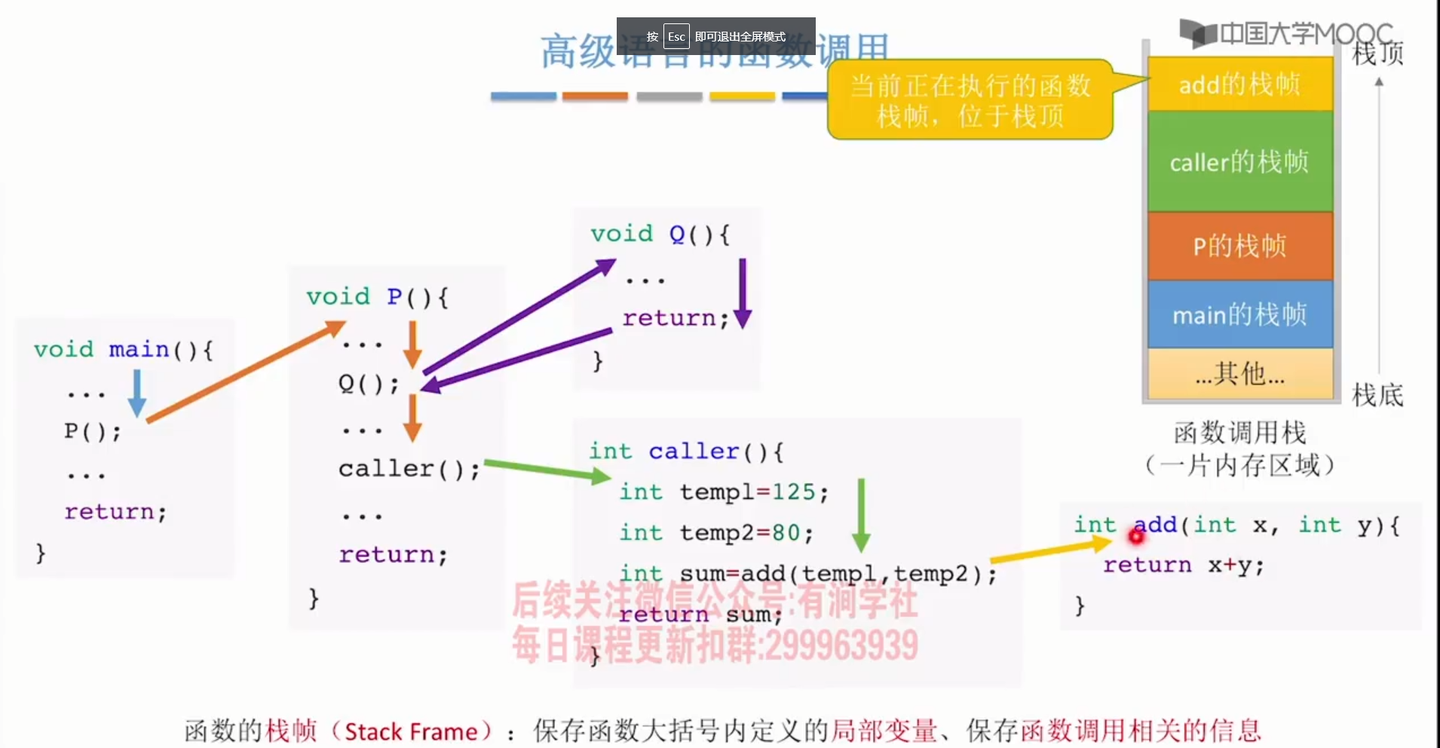 按 Esc 即可退出全屏模式
中国大学MOOC
高级语言的函数调用
当前正在执行的函数
栈帧，位于栈顶
栈顶
add的栈帧
caller的栈帧
P的栈帧
main的栈帧
...其他...
栈底
函数调用栈
（一片内存区域）
void main(){
...
P();
...
return;
}
void P(){
...
Q();
...
caller();
...
return;
}
void Q(){
...
return;
}
int caller(){
int temp1=125;
int temp2=80;
int sum=add(temp1,temp2);
return sum;
}
int add(int x, int y){
return x+y;
}
后续关注微信公众号:有涧学社
每日课程更新扣群:299963939
函数的栈帧（Stack Frame）：保存函数大括号内定义的局部变量、保存函数调用相关的信息